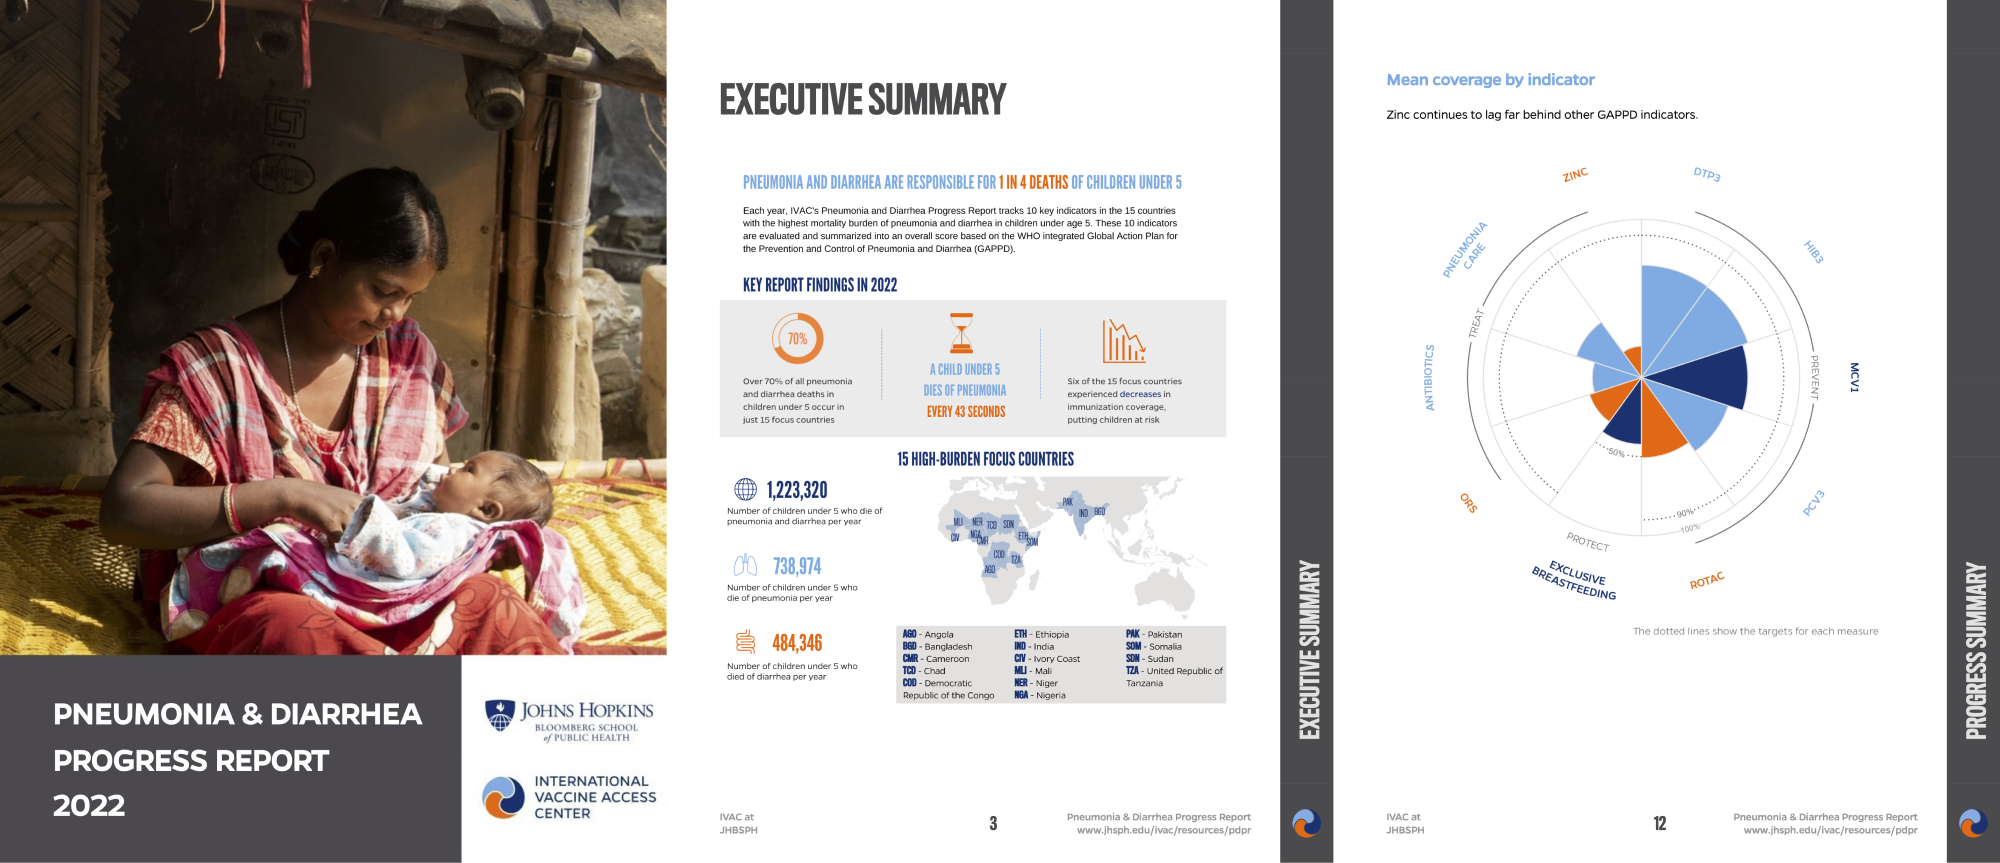 PNEUMONIA & DIARRHEA
PROGRESS REPORT
2022
JOHNS HOPKINS
BLOOMBERG SCHOOL
of PUBLIC HEALTH
INTERNATIONAL
VACCINE ACCESS
CENTER
EXECUTIVE SUMMARY
PNEUMONIA AND DIARRHEA ARE RESPONSIBLE FOR 1 IN 4 DEATHS OF CHILDREN UNDER 5
Each year, IVAC's Pneumonia and Diarrhea Progress Report tracks 10 key indicators in the 15 countries
with the highest mortality burden of pneumonia and diarrhea in children under age 5. These 10 indicators
are evaluated and summarized into an overall score based on the WHO integrated Global Action Plan for
the Prevention and Control of Pneumonia and Diarrhea (GAPPD).
KEY REPORT FINDINGS IN 2022
70%
Over 70% of all pneumonia
and diarrhea deaths in
children under 5 occur in
just 15 focus countries
A CHILD UNDER 5
DIES OF PNEUMONIA
EVERY 43 SECONDS
Six of the 15 focus countries
experienced decreases in
immunization coverage,
putting children at risk
15 HIGH-BURDEN FOCUS COUNTRIES
1,223,320
Number of children under 5 who die of
pneumonia and diarrhea per year
738,974
Number of children under 5 who
die of pneumonia per year
484,346
Number of children under 5 who
died of diarrhea per year
PAK
IND
BGD
MLI
NER
TCD
SDN
CIV
NGA
CMR
ETH
SOM
COD
TZA
AGO
AGO - Angola
BGD - Bangladesh
CMR - Cameroon
TCD - Chad
COD - Democratic
Republic of the Congo
ETH - Ethiopia
IND - India
CIV - Ivory Coast
MLI - Mali
NER - Niger
NGA - Nigeria
PAK - Pakistan
SOM - Somalia
SDN - Sudan
TZA - United Republic of
Tanzania
IVAC at
JHBSPH
3
Pneumonia & Diarrhea Progress Report
www.jhsph.edu/ivac/resources/pdpr
EXECUTIVE SUMMARY
Mean coverage by indicator
Zinc continues to lag far behind other GAPPD indicators.
ZINC
DTP3
HIB3
MCV1
PCV3
ROTAC
EXCLUSIVE
BREASTFEEDING
ORS
ANTIBIOTICS
PNEUMONIA
CARE
TREAT
PREVENT
PROTECT
50%
90%
100%
The dotted lines show the targets for each measure
IVAC at
JHBSPH
12
Pneumonia & Diarrhea Progress Report
www.jhsph.edu/ivac/resources/pdpr
PROGRESS SUMMARY